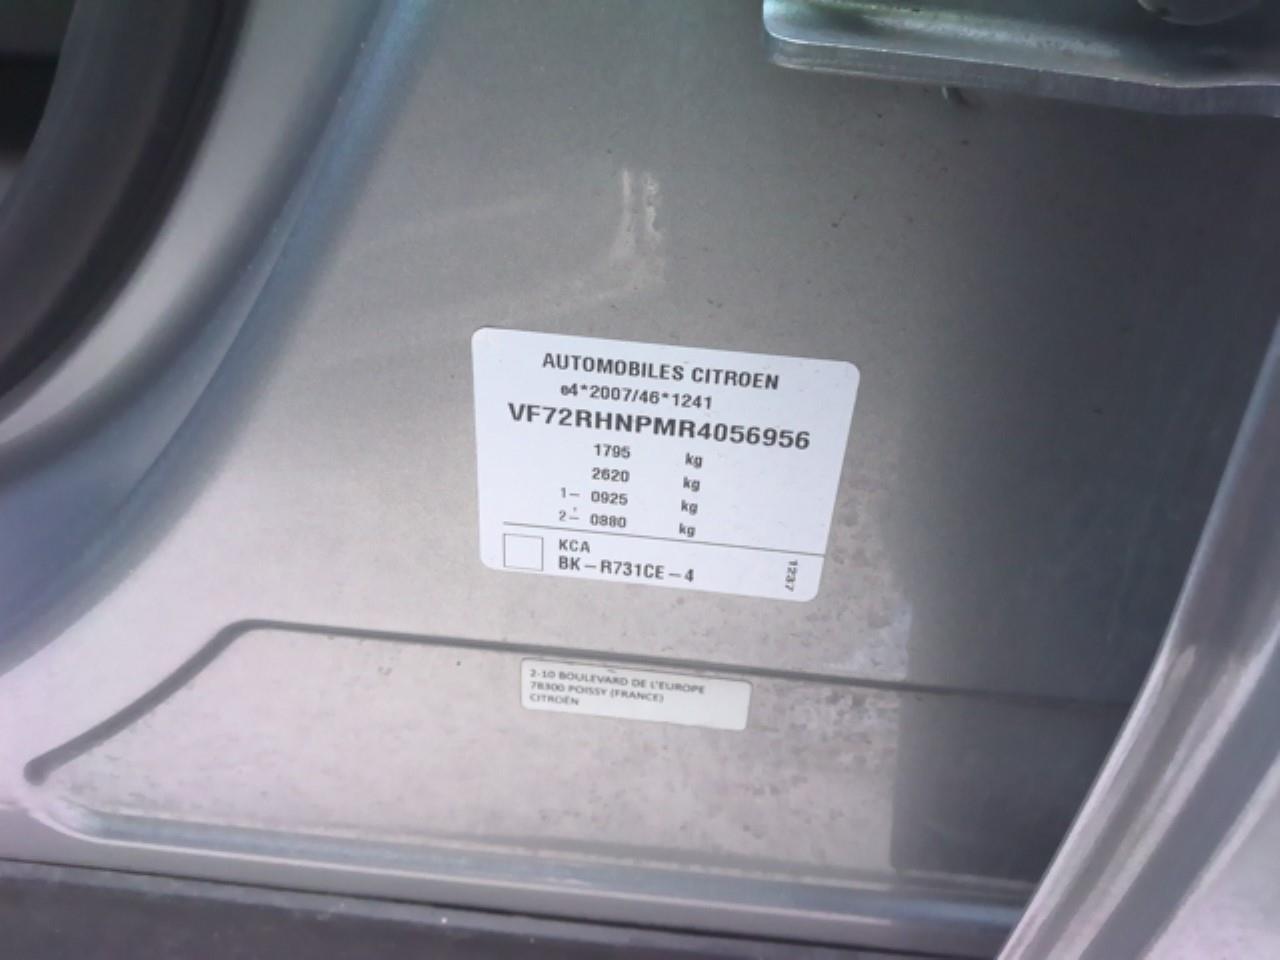 AUTOMOBILES CITROEN
e4*2007/46*1241
VF72RHNPMR4056956
1795 kg
2620 kg
1- 0925 kg
2- 0880 kg
KCA
BK-R731CE-4
1237
2-10 BOULEVARD DE L'EUROPE
78300 POISSY (FRANCE)
CITROËN